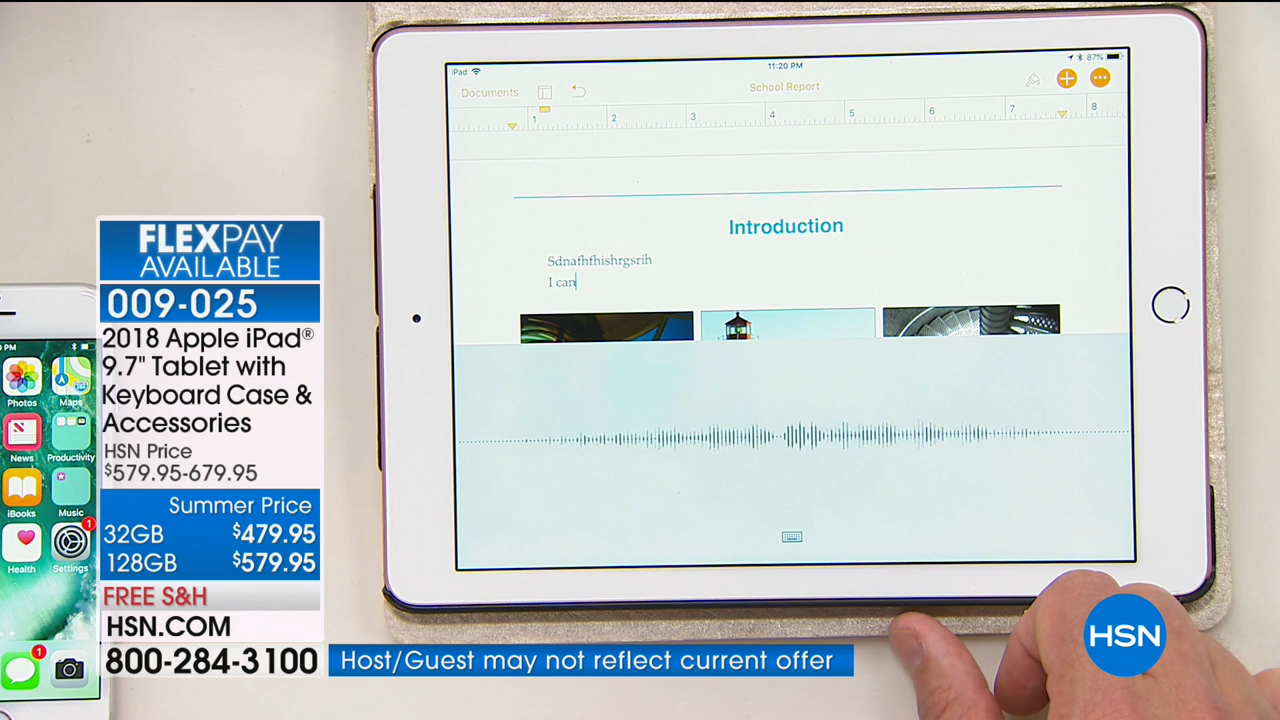 FLEXPAY
AVAILABLE
009-025
2018 Apple iPad®
9.7" Tablet with
Keyboard Case &
Accessories
HSN Price
$579.95-679.95
Summer Price
32GB $479.95
128GB $579.95
FREE S&H
HSN.COM
800-284-3100
Host/Guest may not reflect current offer
HSN
iPad
11:20 PM
87%
Documents
School Report
1 2 3 4 5 6 7 8
Introduction
Sdnafhfhishrgsrih
I can
PM
Photos Maps
News Productivity
iBooks Music
1
Health Settings
1